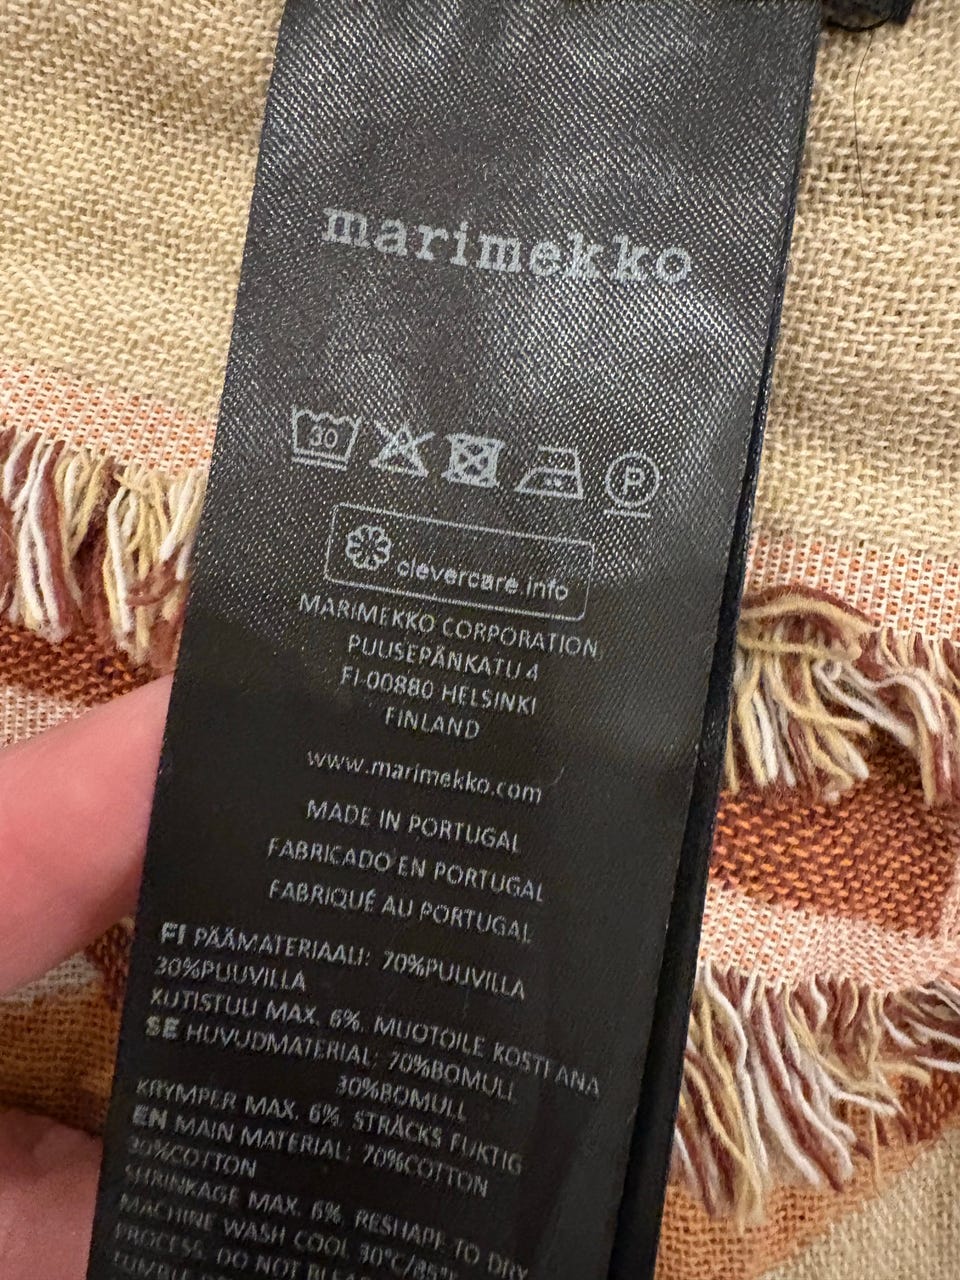 marimekko
30
P
clevercare.info
MARIMEKKO CORPORATION
PUUSEPÄNKATU 4
FI-00880 HELSINKI
FINLAND
www.marimekko.com
MADE IN PORTUGAL
FABRICADO EN PORTUGAL
FABRIQUÉ AU PORTUGAL
FI PÄÄMATERIAALI: 70%PUUVILLA
30%PUUVILLA
KUTISTUU MAX. 6%. MUOTOILE KOSTEANA
SE HUVUDMATERIAL: 70%BOMULL
30%BOMULL
KRYMPER MAX. 6%. STRÄCKS FUKTIG
EN MAIN MATERIAL: 70%COTTON
30%COTTON
SHRINKAGE MAX. 6%. RESHAPE TO DRY
MACHINE WASH COOL 30°C/85°F
PROCESS. DO NOT